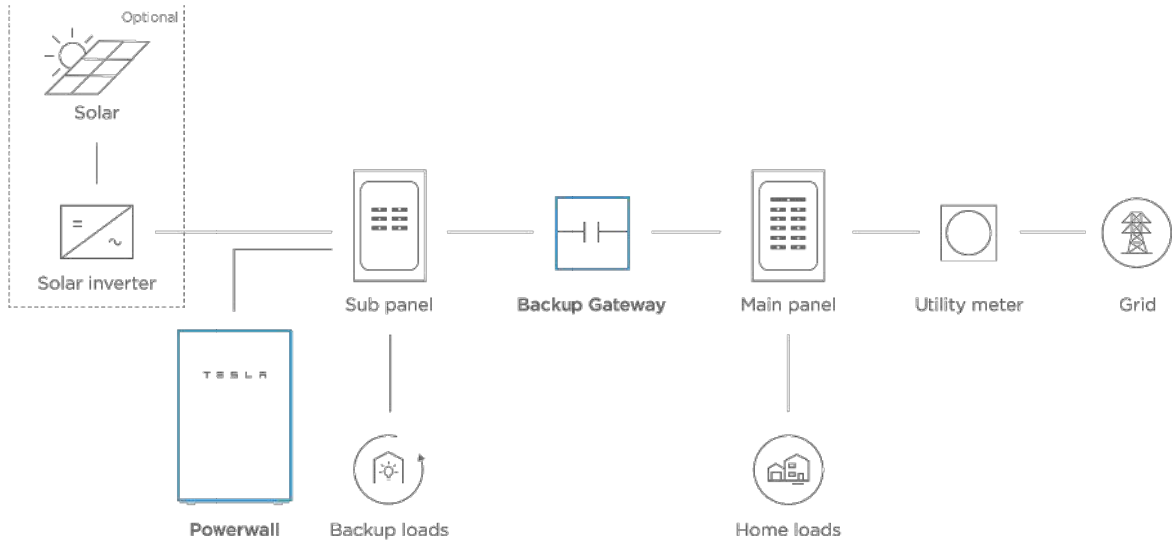 Optional
Solar
Solar inverter
Sub panel
Backup Gateway
Main panel
Utility meter
Grid
TESLA
Powerwall
Backup loads
Home loads